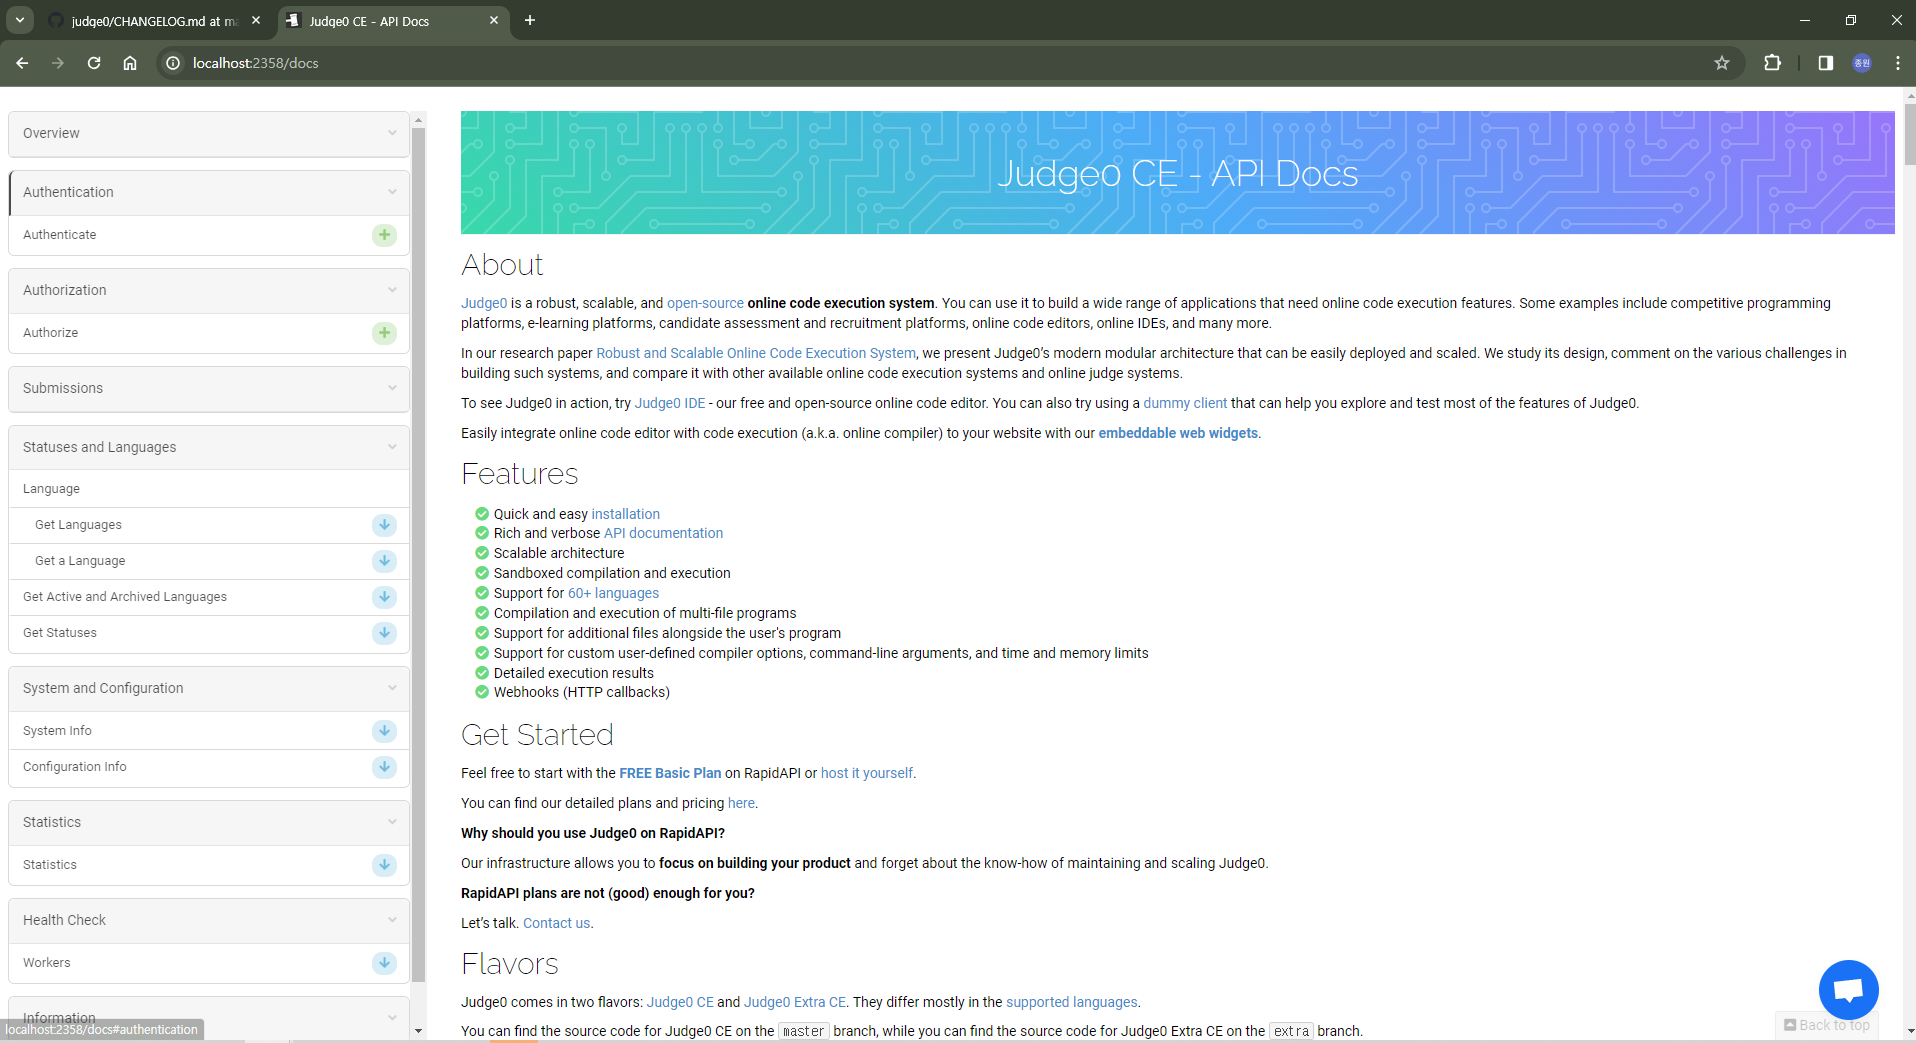 judge0/CHANGELOG.md at ma
Judge0 CE - API Docs
localhost:2358/docs
종원
Overview
Authentication
Authenticate
Authorization
Authorize
Submissions
Statuses and Languages
Language
Get Languages
Get a Language
Get Active and Archived Languages
Get Statuses
System and Configuration
System Info
Configuration Info
Statistics
Statistics
Health Check
Workers
Information
localhost:2358/docs#authentication
Judge0 CE - API Docs
About
Judge0 is a robust, scalable, and open-source online code execution system. You can use it to build a wide range of applications that need online code execution features. Some examples include competitive programming
platforms, e-learning platforms, candidate assessment and recruitment platforms, online code editors, online IDEs, and many more.
In our research paper Robust and Scalable Online Code Execution System, we present Judge0’s modern modular architecture that can be easily deployed and scaled. We study its design, comment on the various challenges in
building such systems, and compare it with other available online code execution systems and online judge systems.
To see Judge0 in action, try Judge0 IDE - our free and open-source online code editor. You can also try using a dummy client that can help you explore and test most of the features of Judge0.
Easily integrate online code editor with code execution (a.k.a. online compiler) to your website with our embeddable web widgets.
Features
Quick and easy installation
Rich and verbose API documentation
Scalable architecture
Sandboxed compilation and execution
Support for 60+ languages
Compilation and execution of multi-file programs
Support for additional files alongside the user's program
Support for custom user-defined compiler options, command-line arguments, and time and memory limits
Detailed execution results
Webhooks (HTTP callbacks)
Get Started
Feel free to start with the FREE Basic Plan on RapidAPI or host it yourself.
You can find our detailed plans and pricing here.
Why should you use Judge0 on RapidAPI?
Our infrastructure allows you to focus on building your product and forget about the know-how of maintaining and scaling Judge0.
RapidAPI plans are not (good) enough for you?
Let’s talk. Contact us.
Flavors
Judge0 comes in two flavors: Judge0 CE and Judge0 Extra CE. They differ mostly in the supported languages.
You can find the source code for Judge0 CE on the master branch, while you can find the source code for Judge0 Extra CE on the extra branch.
Back to top